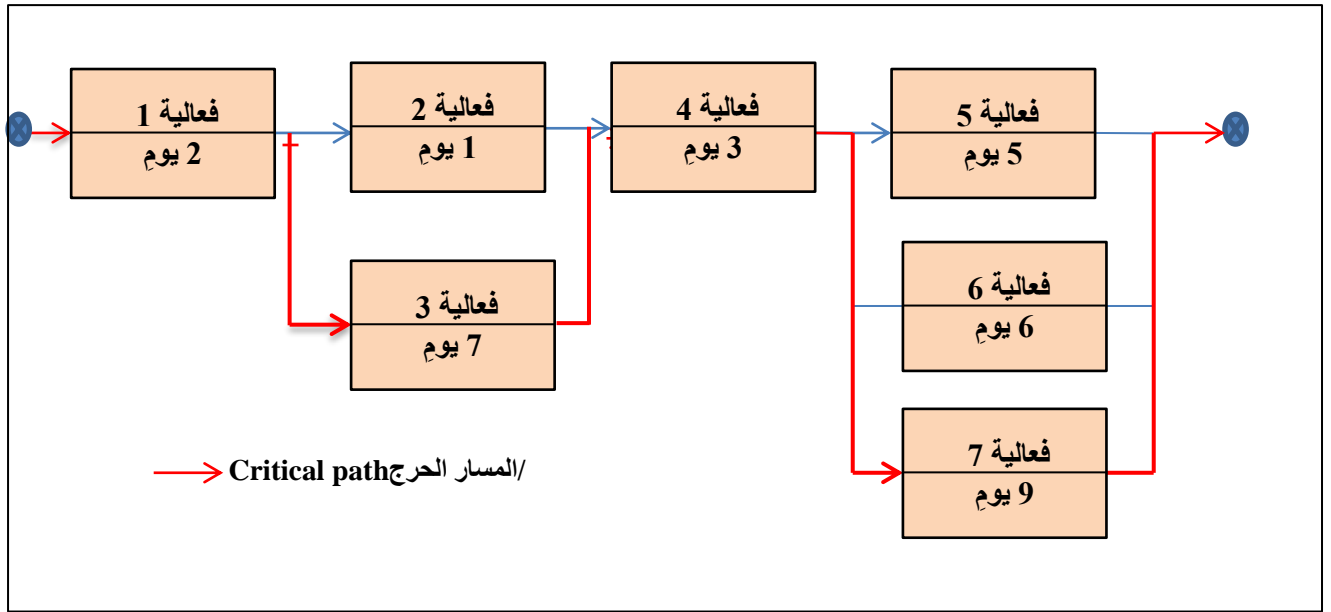 فعالية 1
2 يومِ
فعالية 2
1 يومِ
فعالية 4
3 يومِ
فعالية 5
5 يومِ
فعالية 3
7 يومِ
فعالية 6
6 يومِ
فعالية 7
9 يومِ
Critical pathالمسار الحرج/